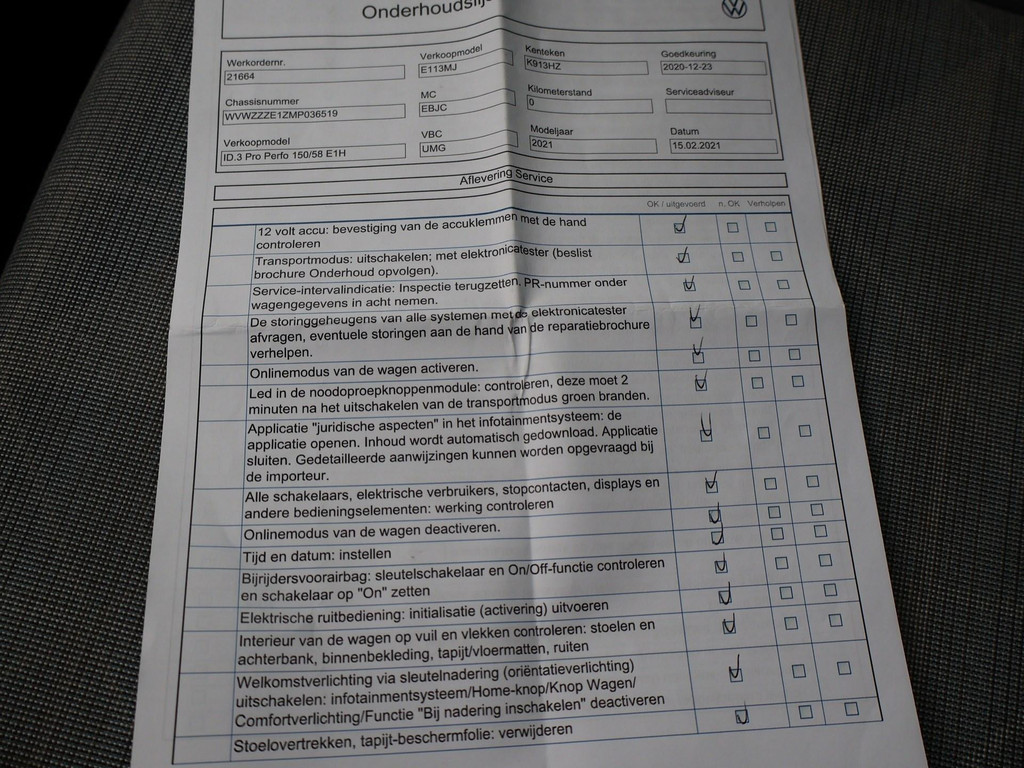 Onderhoudslijs
Werkordernr.
21664
Verkoopmodel
E113MJ
Kenteken
K913HZ
Goedkeuring
2020-12-23
Chassisnummer
WVWZZZE1ZMP036519
MC
EBJC
Kilometerstand
0
Serviceadviseur
Verkoopmodel
ID.3 Pro Perfo 150/58 E1H
VBC
UMG
Modeljaar
2021
Datum
15.02.2021
Aflevering Service
OK / uitgevoerd n. OK Verholpen
12 volt accu: bevestiging van de accuklemmen met de hand
controleren
Transportmodus: uitschakelen; met elektronicatester (beslist
brochure Onderhoud opvolgen).
Service-intervalindicatie: Inspectie terugzetten, PR-nummer onder
wagengegevens in acht nemen.
De storinggeheugens van alle systemen met de elektronicatester
afvragen, eventuele storingen aan de hand van de reparatiebrochure
verhelpen.
Onlinemodus van de wagen activeren.
Led in de noodoproepknoppenmodule: controleren, deze moet 2
minuten na het uitschakelen van de transportmodus groen branden.
Applicatie "juridische aspecten" in het infotainmentsysteem: de
applicatie openen. Inhoud wordt automatisch gedownload. Applicatie
sluiten. Gedetailleerde aanwijzingen kunnen worden opgevraagd bij
de importeur.
Alle schakelaars, elektrische verbruikers, stopcontacten, displays en
andere bedieningselementen: werking controleren
Onlinemodus van de wagen deactiveren.
Tijd en datum: instellen
Bijrijdersvoorairbag: sleutelschakelaar en On/Off-functie controleren
en schakelaar op "On" zetten
Elektrische ruitbediening: initialisatie (activering) uitvoeren
Interieur van de wagen op vuil en vlekken controleren: stoelen en
achterbank, binnenbekleding, tapijt/vloermatten, ruiten
Welkomstverlichting via sleutelnadering (oriëntatieverlichting)
uitschakelen: infotainmentsysteem/Home-knop/Knop Wagen/
Comfortverlichting/Functie "Bij nadering inschakelen" deactiveren
Stoelovertrekken, tapijt-beschermfolie: verwijderen